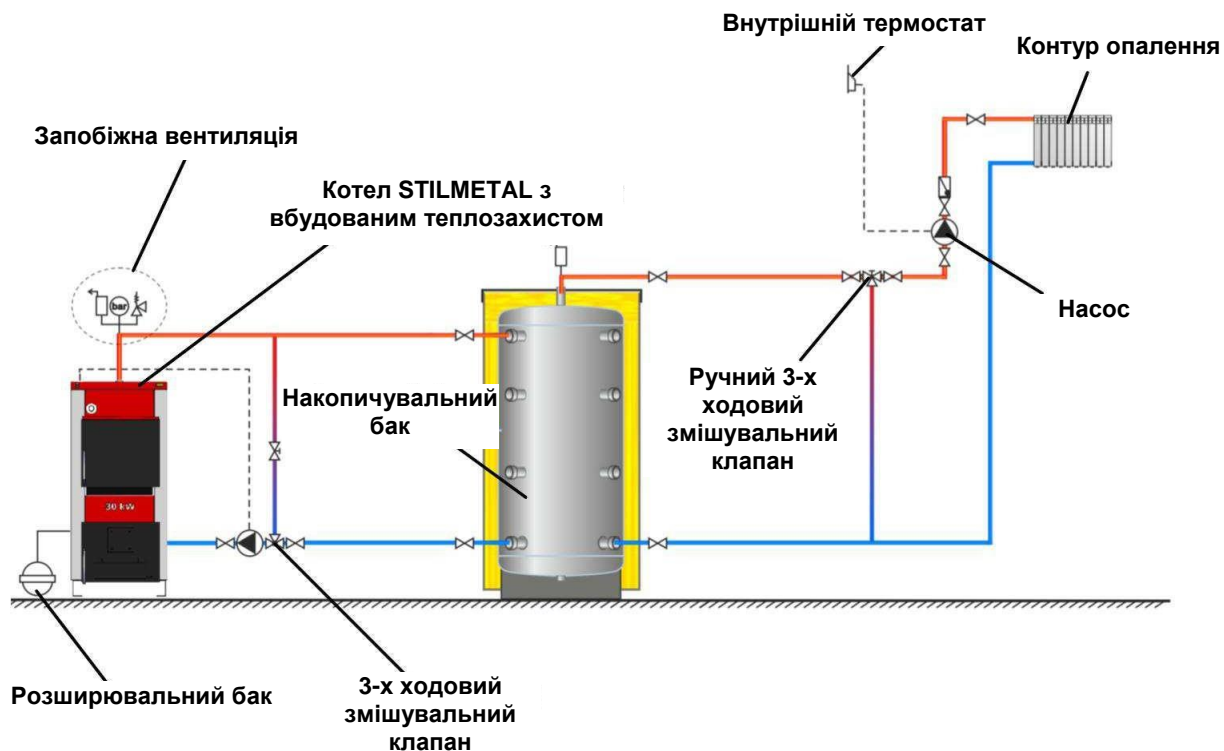 Внутрішній термостат
Контур опалення
Запобіжна вентиляція
Котел STILMETAL з
вбудованим теплозахистом
bar
Насос
Накопичувальний
бак
Ручний 3-х
ходовий
змішувальний
клапан
30 kW
Розширювальний бак
3-х ходовий
змішувальний
клапан